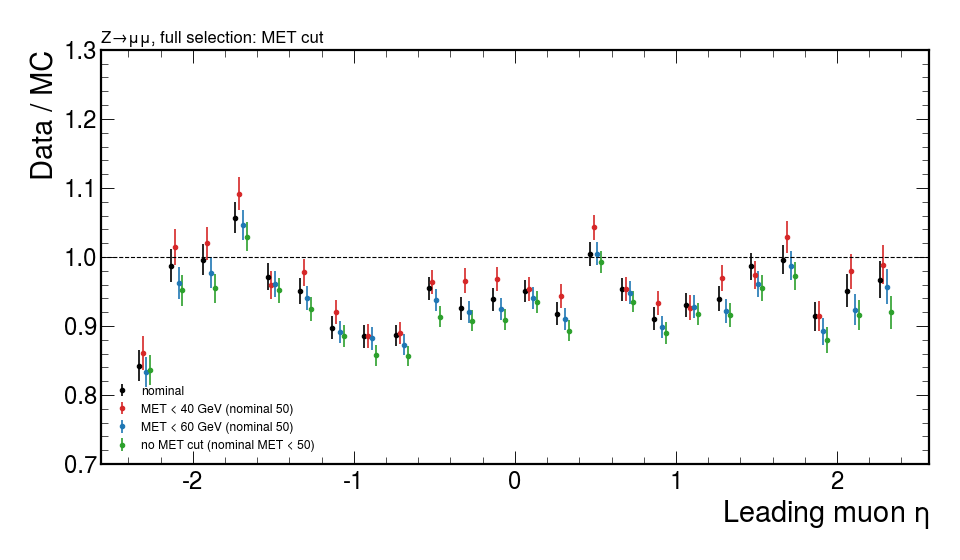 Z→μμ, full selection: MET cut
Data / MC
1.3
1.2
1.1
1.0
0.9
0.8
0.7
nominal
MET < 40 GeV (nominal 50)
MET < 60 GeV (nominal 50)
no MET cut (nominal MET < 50)
-2 -1 0 1 2
Leading muon η